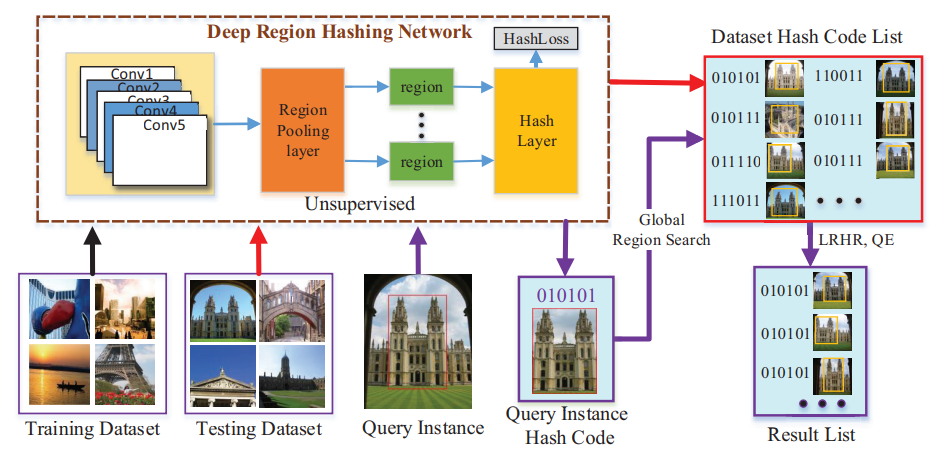 Deep Region Hashing Network
HashLoss
Conv1
Conv2
Conv3
Conv4
Conv5
Region
Pooling
layer
region
region
Hash
Layer
Unsupervised
Dataset Hash Code List
010101
110011
010111
010111
011110
010111
111011
Global
Region Search
LRHR, QE
010101
010101
010101
010101
Training Dataset
Testing Dataset
Query Instance
Query Instance
Hash Code
Result List